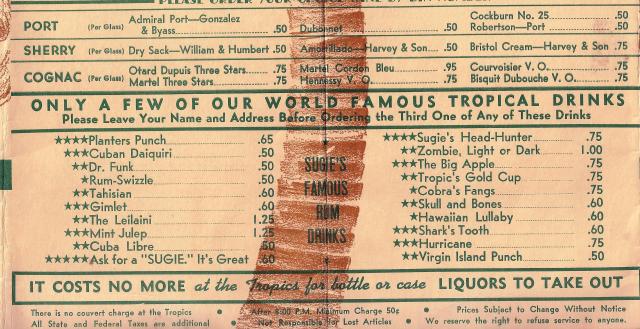 PLEASE ORDER YOUR
PORT (Per Glass) Admiral Port—Gonzalez & Byass .50 Dubonnet .50 Cockburn No. 25 .50
Robertson—Port .50
SHERRY (Per Glass) Dry Sack—William & Humbert .50 Amontillado—Harvey & Son .50 Bristol Cream—Harvey & Son .75
COGNAC (Per Glass) Otard Dupuis Three Stars .75 Martel Cordon Bleu .95 Courvoisier V. O. .75
Martel Three Stars .75 Hennessy V. O. .75 Bisquit Dubouche V. O. .75
ONLY A FEW OF OUR WORLD FAMOUS TROPICAL DRINKS
Please Leave Your Name and Address Before Ordering the Third One of Any of These Drinks
★★★★Planters Punch .65
★★★Cuban Daiquiri .50
★★Dr. Funk .50
★★Rum-Swizzle .50
★★Tahisian .60
★★★Gimlet .60
★★The Leilaini 1.25
★★★Mint Julep 1.25
★★Cuba Libre .50
★★★★★Ask for a "SUGIE." It's Great .60
SUGIE'S
FAMOUS
RUM
DRINKS
★★★★Sugie's Head-Hunter .75
★★Zombie, Light or Dark 1.00
★★★The Big Apple .75
★★Tropic's Gold Cup .75
★Cobra's Fangs .75
★★Skull and Bones .60
★Hawaiian Lullaby .60
★★★Shark's Tooth .60
★★★Hurricane .75
★★Virgin Island Punch .50
IT COSTS NO MORE at the Tropics for bottle or case LIQUORS TO TAKE OUT
There is no couvert charge at the Tropics • After 8:00 P.M. Minimum Charge 50¢ • Prices Subject to Change Without Notice
All State and Federal Taxes are additional • Not Responsible for Lost Articles • We reserve the right to refuse service to anyone.